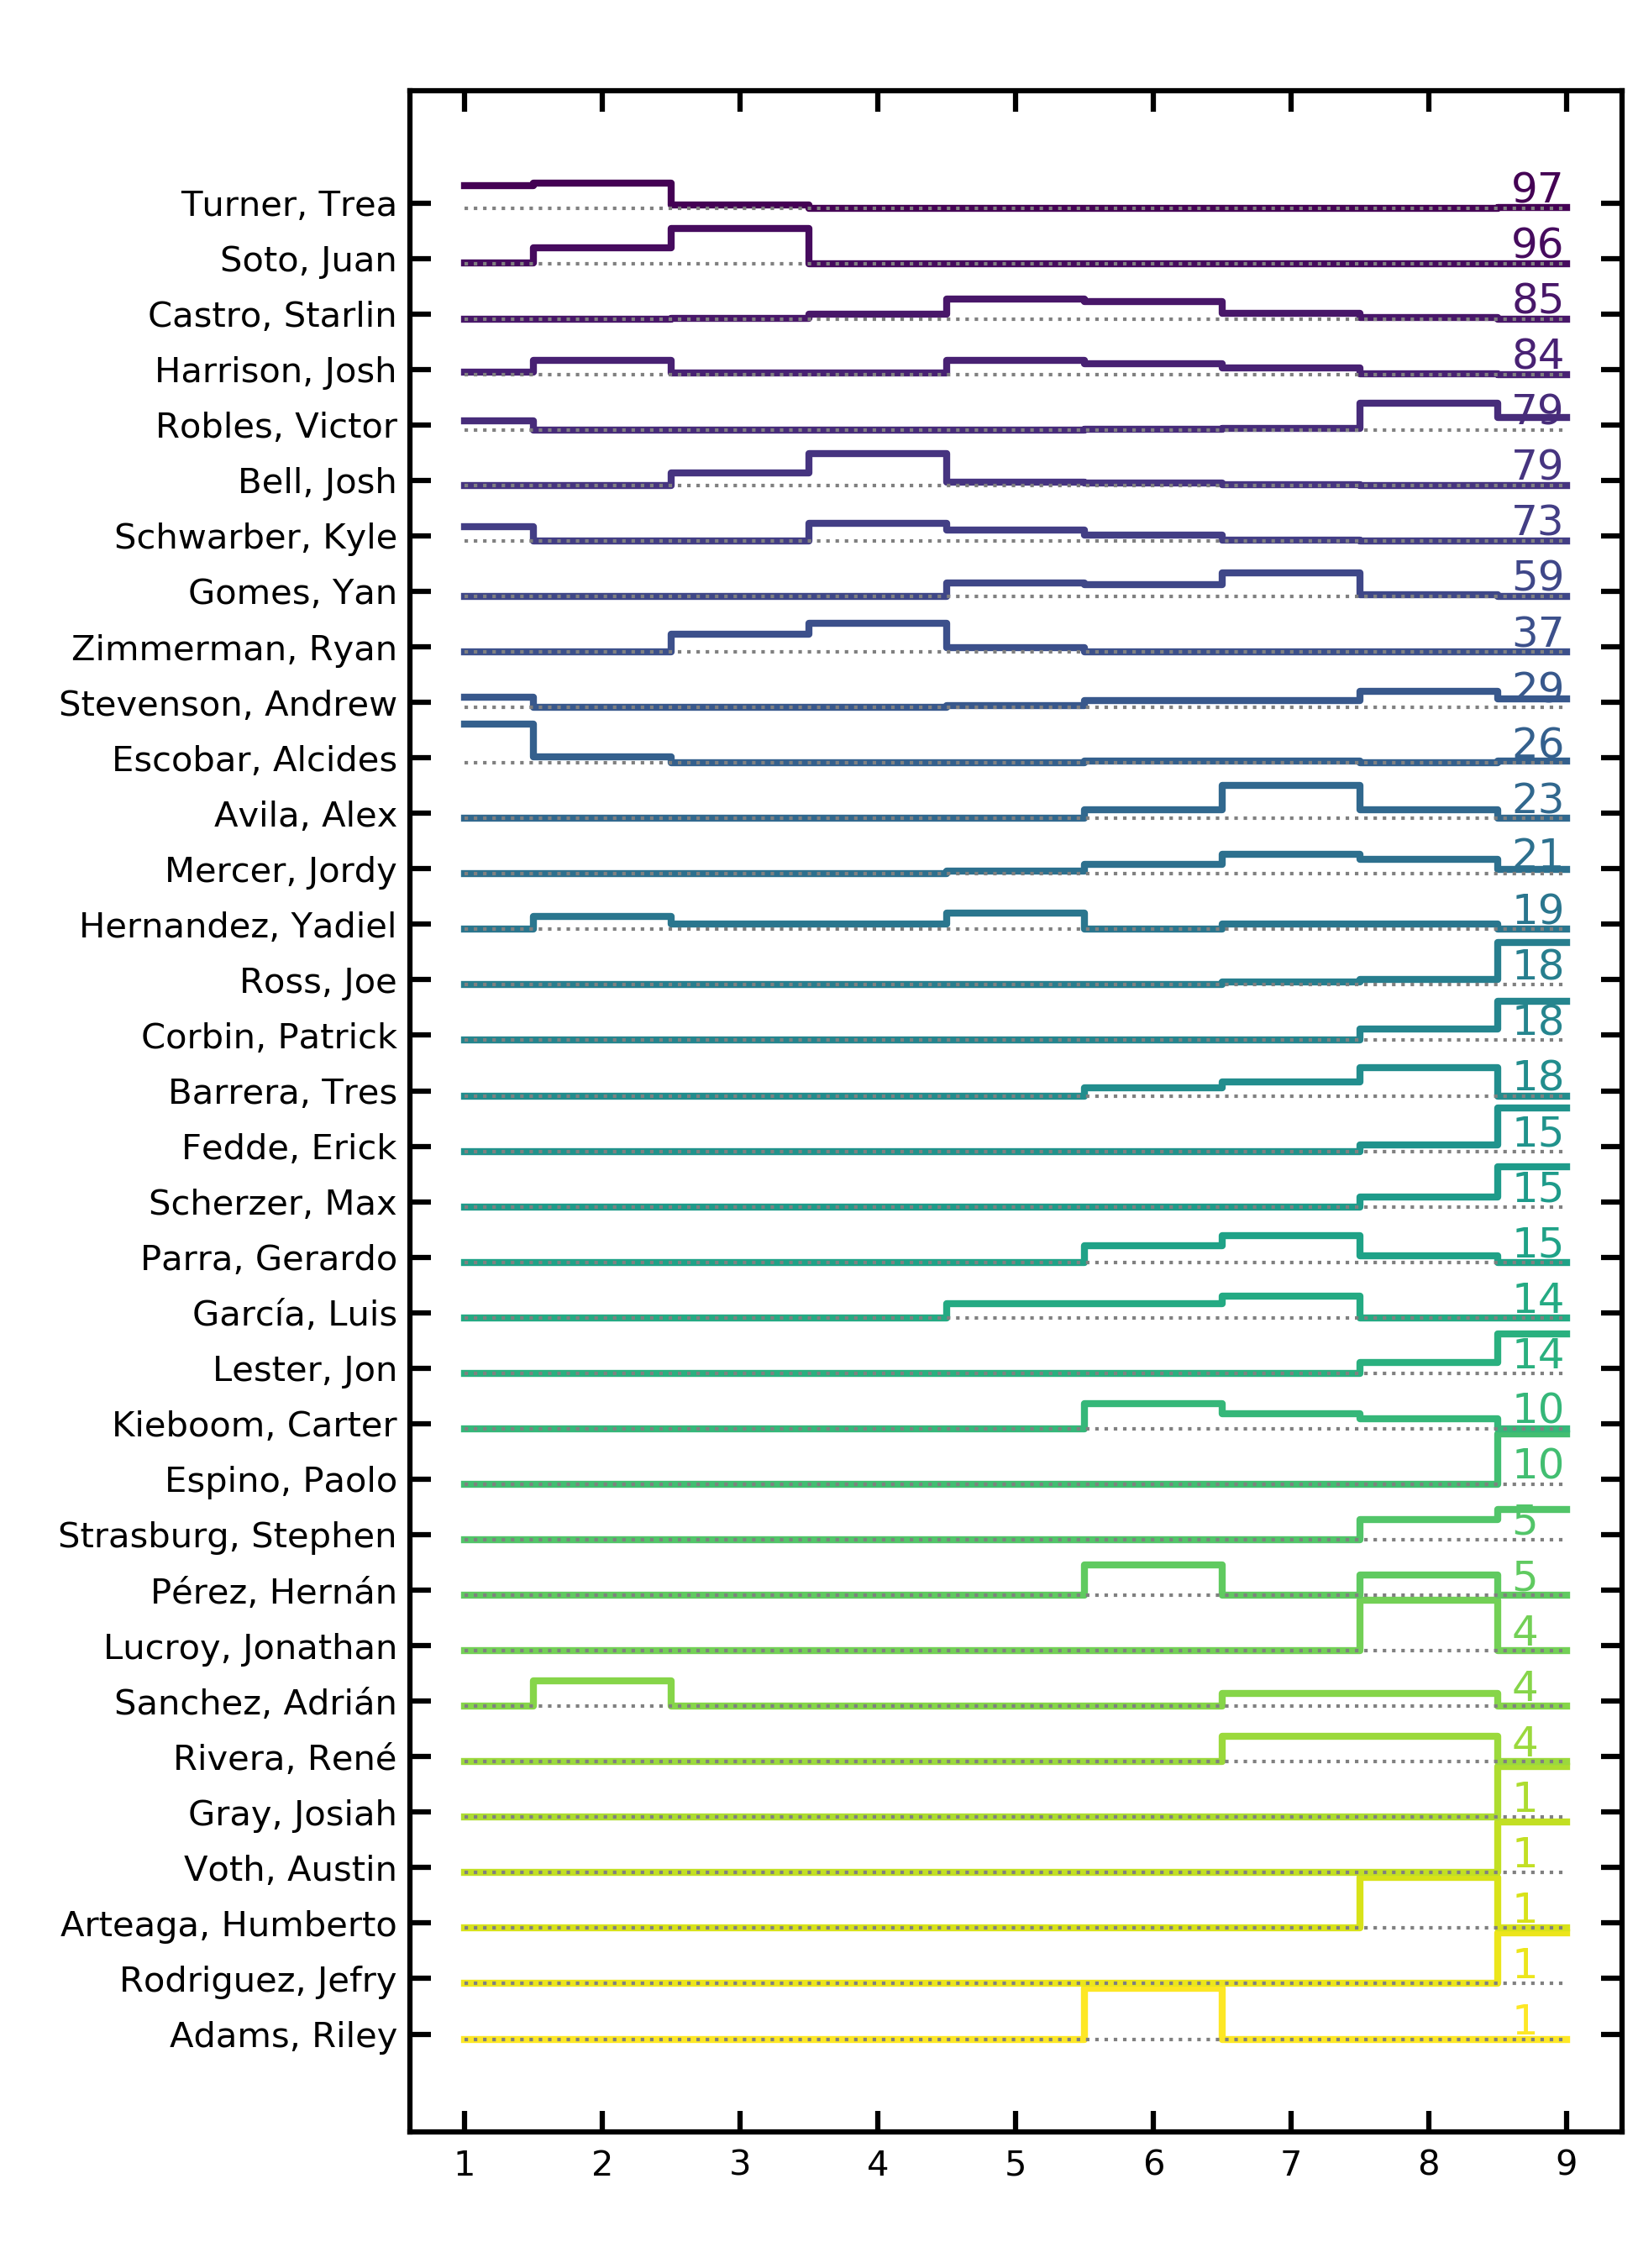 Turner, Trea 97
Soto, Juan 96
Castro, Starlin 85
Harrison, Josh 84
Robles, Victor 79
Bell, Josh 79
Schwarber, Kyle 73
Gomes, Yan 59
Zimmerman, Ryan 37
Stevenson, Andrew 29
Escobar, Alcides 26
Avila, Alex 23
Mercer, Jordy 21
Hernandez, Yadiel 19
Ross, Joe 18
Corbin, Patrick 18
Barrera, Tres 18
Fedde, Erick 15
Scherzer, Max 15
Parra, Gerardo 15
García, Luis 14
Lester, Jon 14
Kieboom, Carter 10
Espino, Paolo 10
Strasburg, Stephen 5
Pérez, Hernán 5
Lucroy, Jonathan 4
Sanchez, Adrián 4
Rivera, René 4
Gray, Josiah 1
Voth, Austin 1
Arteaga, Humberto 1
Rodriguez, Jefry 1
Adams, Riley 1
1 2 3 4 5 6 7 8 9